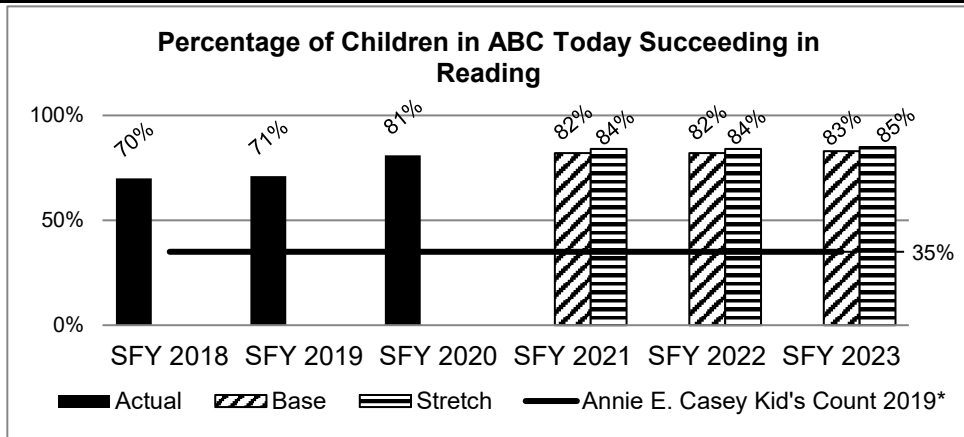 Percentage of Children in ABC Today Succeeding in
Reading
100%
50%
0%
70%
71%
81%
82%
84%
82%
84%
83%
85%
35%
SFY 2018
SFY 2019
SFY 2020
SFY 2021
SFY 2022
SFY 2023
Actual
Base
Stretch
Annie E. Casey Kid's Count 2019*